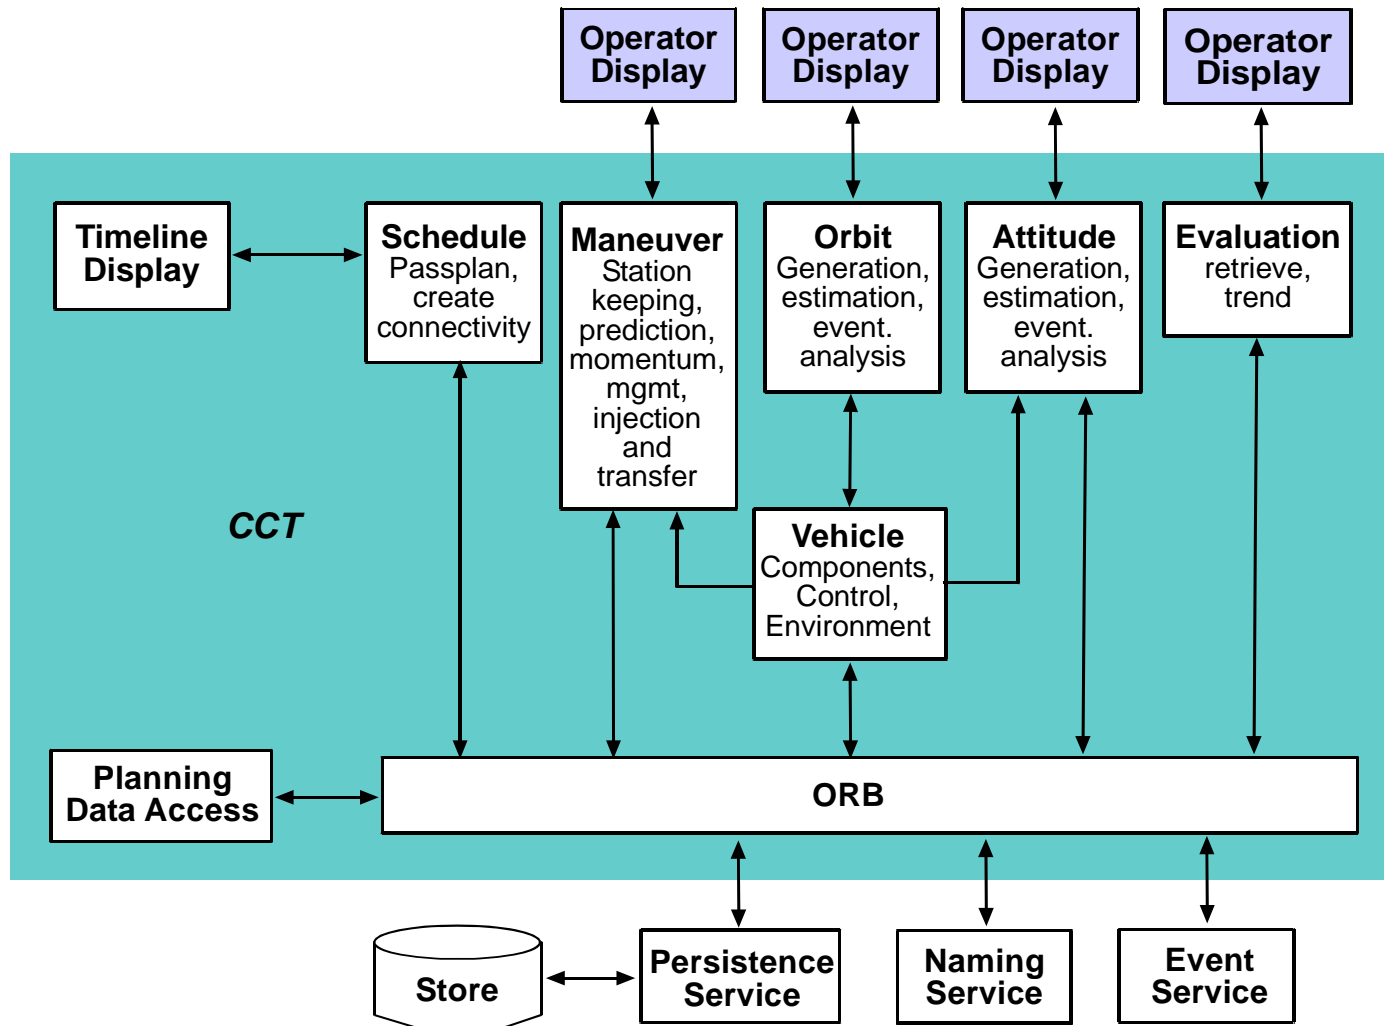 Operator
Display
Operator
Display
Operator
Display
Operator
Display
Timeline
Display
Schedule
Passplan,
create
connectivity
Maneuver
Station
keeping,
prediction,
momentum,
mgmt,
injection
and
transfer
Orbit
Generation,
estimation,
event.
analysis
Attitude
Generation,
estimation,
event.
analysis
Evaluation
retrieve,
trend
CCT
Vehicle
Components,
Control,
Environment
Planning
Data Access
ORB
Store
Persistence
Service
Naming
Service
Event
Service